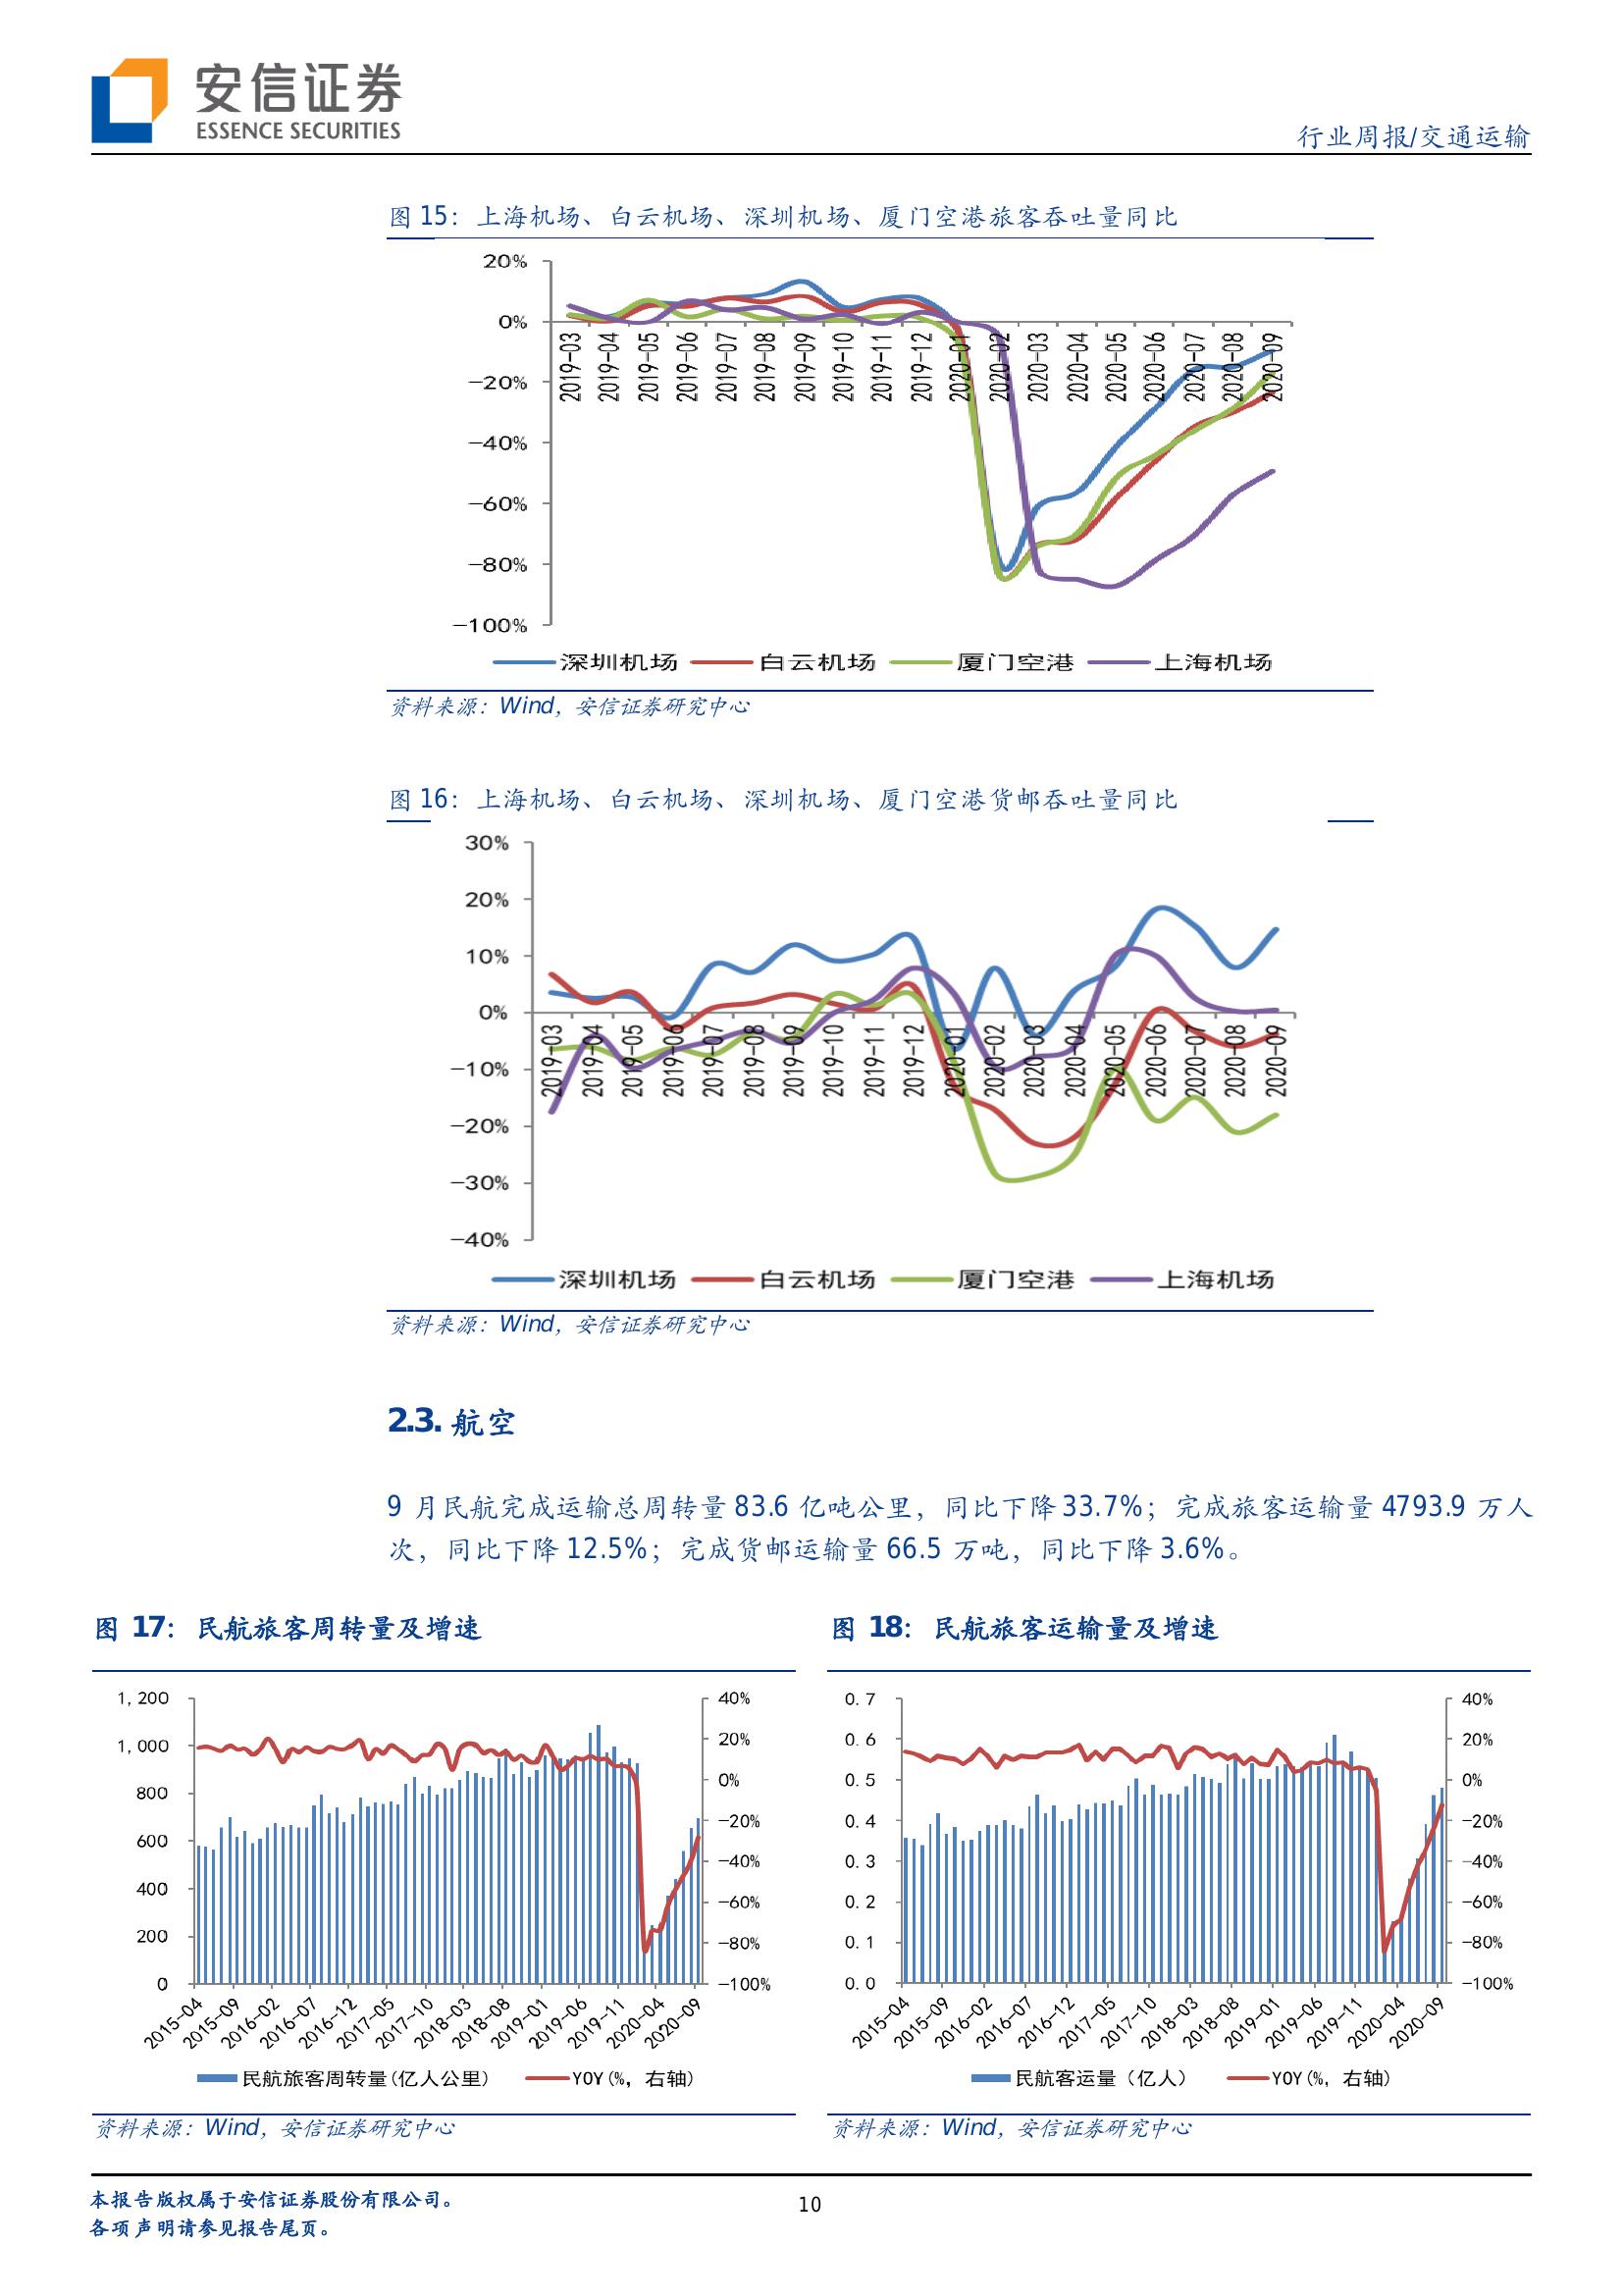 安信证券
ESSENCE SECURITIES
行业周报/交通运输
图 15：上海机场、白云机场、深圳机场、厦门空港旅客吞吐量同比
20%
0%
-20%
-40%
-60%
-80%
-100%
2019-03 2019-04 2019-05 2019-06 2019-07 2019-08 2019-09 2019-10 2019-11 2019-12 2020-01 2020-02 2020-03 2020-04 2020-05 2020-06 2020-07 2020-08 2020-09
深圳机场 白云机场 厦门空港 上海机场
资料来源：Wind，安信证券研究中心
图 16：上海机场、白云机场、深圳机场、厦门空港货邮吞吐量同比
30%
20%
10%
0%
-10%
-20%
-30%
-40%
2019-03 2019-04 2019-05 2019-06 2019-07 2019-08 2019-09 2019-10 2019-11 2019-12 2020-01 2020-02 2020-03 2020-04 2020-05 2020-06 2020-07 2020-08 2020-09
深圳机场 白云机场 厦门空港 上海机场
资料来源：Wind，安信证券研究中心
2.3. 航空
9 月民航完成运输总周转量 83.6 亿吨公里，同比下降 33.7%；完成旅客运输量 4793.9 万人
次，同比下降 12.5%；完成货邮运输量 66.5 万吨，同比下降 3.6%。
图 17：民航旅客周转量及增速
1,200 40%
1,000 20%
800 0%
600 -20%
400 -40%
200 -60%
0 -80%
-100%
2015-04 2015-09 2016-02 2016-07 2016-12 2017-05 2017-10 2018-03 2018-08 2019-01 2019-06 2019-11 2020-04 2020-09
民航旅客周转量(亿人公里) YOY(%，右轴)
资料来源：Wind，安信证券研究中心
图 18：民航旅客运输量及增速
0.7 40%
0.6 20%
0.5 0%
0.4 -20%
0.3 -40%
0.2 -60%
0.1 -80%
0.0 -100%
2015-04 2015-09 2016-02 2016-07 2016-12 2017-05 2017-10 2018-03 2018-08 2019-01 2019-06 2019-11 2020-04 2020-09
民航客运量（亿人） YOY(%，右轴)
资料来源：Wind，安信证券研究中心
本报告版权属于安信证券股份有限公司。
各项声明请参见报告尾页。
10